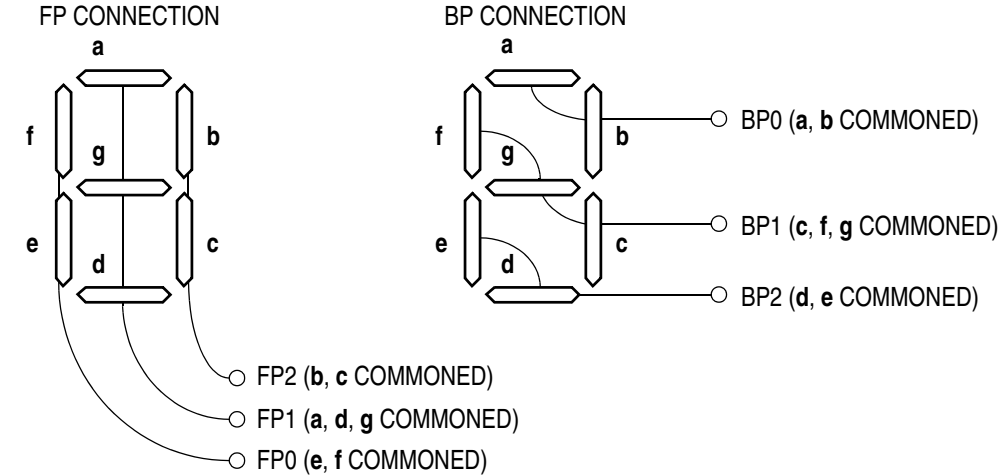 FP CONNECTION
a
f
b
g
e
c
d
FP2 (b, c COMMONED)
FP1 (a, d, g COMMONED)
FP0 (e, f COMMONED)
BP CONNECTION
a
f
b
g
e
c
d
BP0 (a, b COMMONED)
BP1 (c, f, g COMMONED)
BP2 (d, e COMMONED)